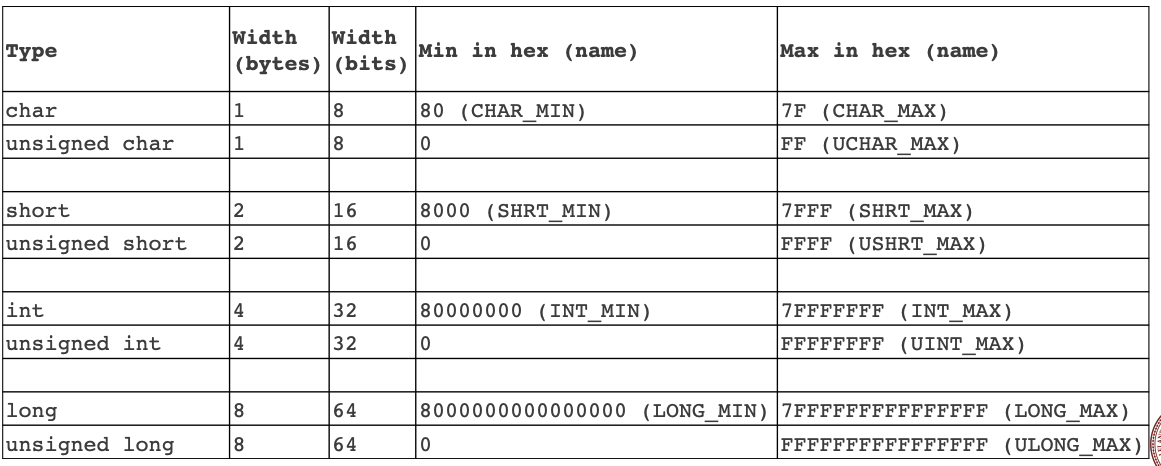 Type Width (bytes) Width (bits) Min in hex (name) Max in hex (name)
char 1 8 80 (CHAR_MIN) 7F (CHAR_MAX)
unsigned char 1 8 0 FF (UCHAR_MAX)
short 2 16 8000 (SHRT_MIN) 7FFF (SHRT_MAX)
unsigned short 2 16 0 FFFF (USHRT_MAX)
int 4 32 80000000 (INT_MIN) 7FFFFFFF (INT_MAX)
unsigned int 4 32 0 FFFFFFFF (UINT_MAX)
long 8 64 8000000000000000 (LONG_MIN) 7FFFFFFFFFFFFFFF (LONG_MAX)
unsigned long 8 64 0 FFFFFFFFFFFFFFFF (ULONG_MAX)